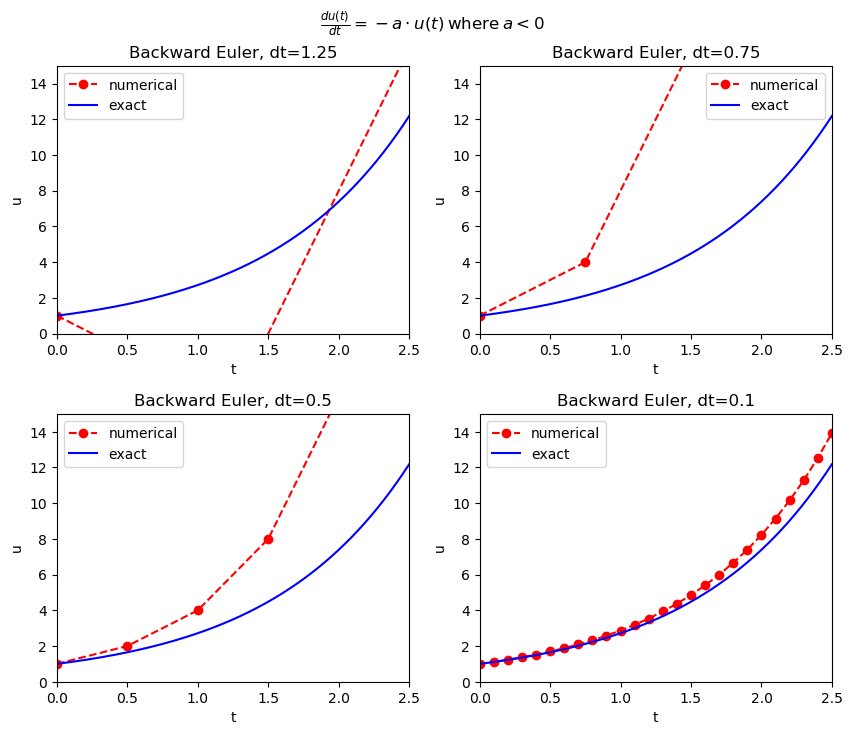 du(t)/dt = −a · u(t) where a < 0
Backward Euler, dt=1.25
numerical
exact
u
14
12
10
8
6
4
2
0
0.0 0.5 1.0 1.5 2.0 2.5
t
Backward Euler, dt=0.75
numerical
exact
u
14
12
10
8
6
4
2
0
0.0 0.5 1.0 1.5 2.0 2.5
t
Backward Euler, dt=0.5
numerical
exact
u
14
12
10
8
6
4
2
0
0.0 0.5 1.0 1.5 2.0 2.5
t
Backward Euler, dt=0.1
numerical
exact
u
14
12
10
8
6
4
2
0
0.0 0.5 1.0 1.5 2.0 2.5
t